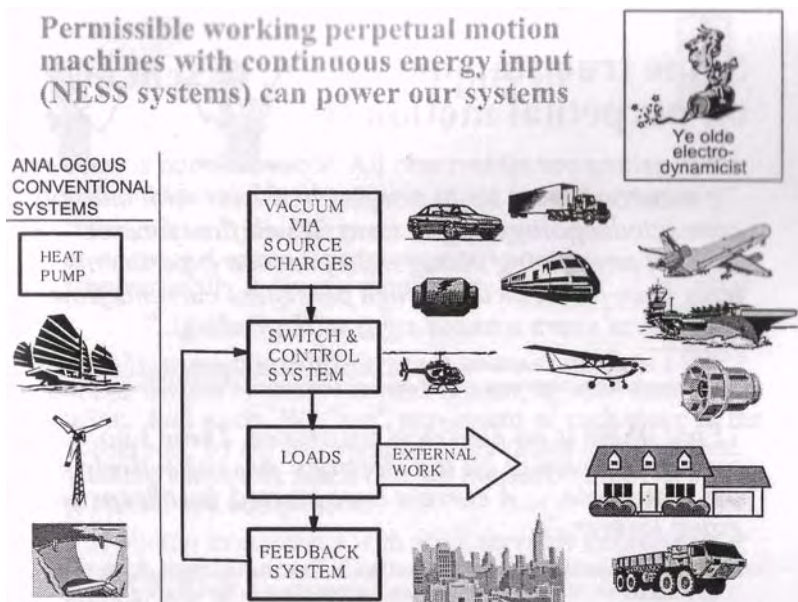 Permissible working perpetual motion
machines with continuous energy input
(NESS systems) can power our systems
Ye olde
electro-
dynamicist
ANALOGOUS
CONVENTIONAL
SYSTEMS
HEAT
PUMP
VACUUM
VIA
SOURCE
CHARGES
SWITCH &
CONTROL
SYSTEM
LOADS
EXTERNAL
WORK
FEEDBACK
SYSTEM